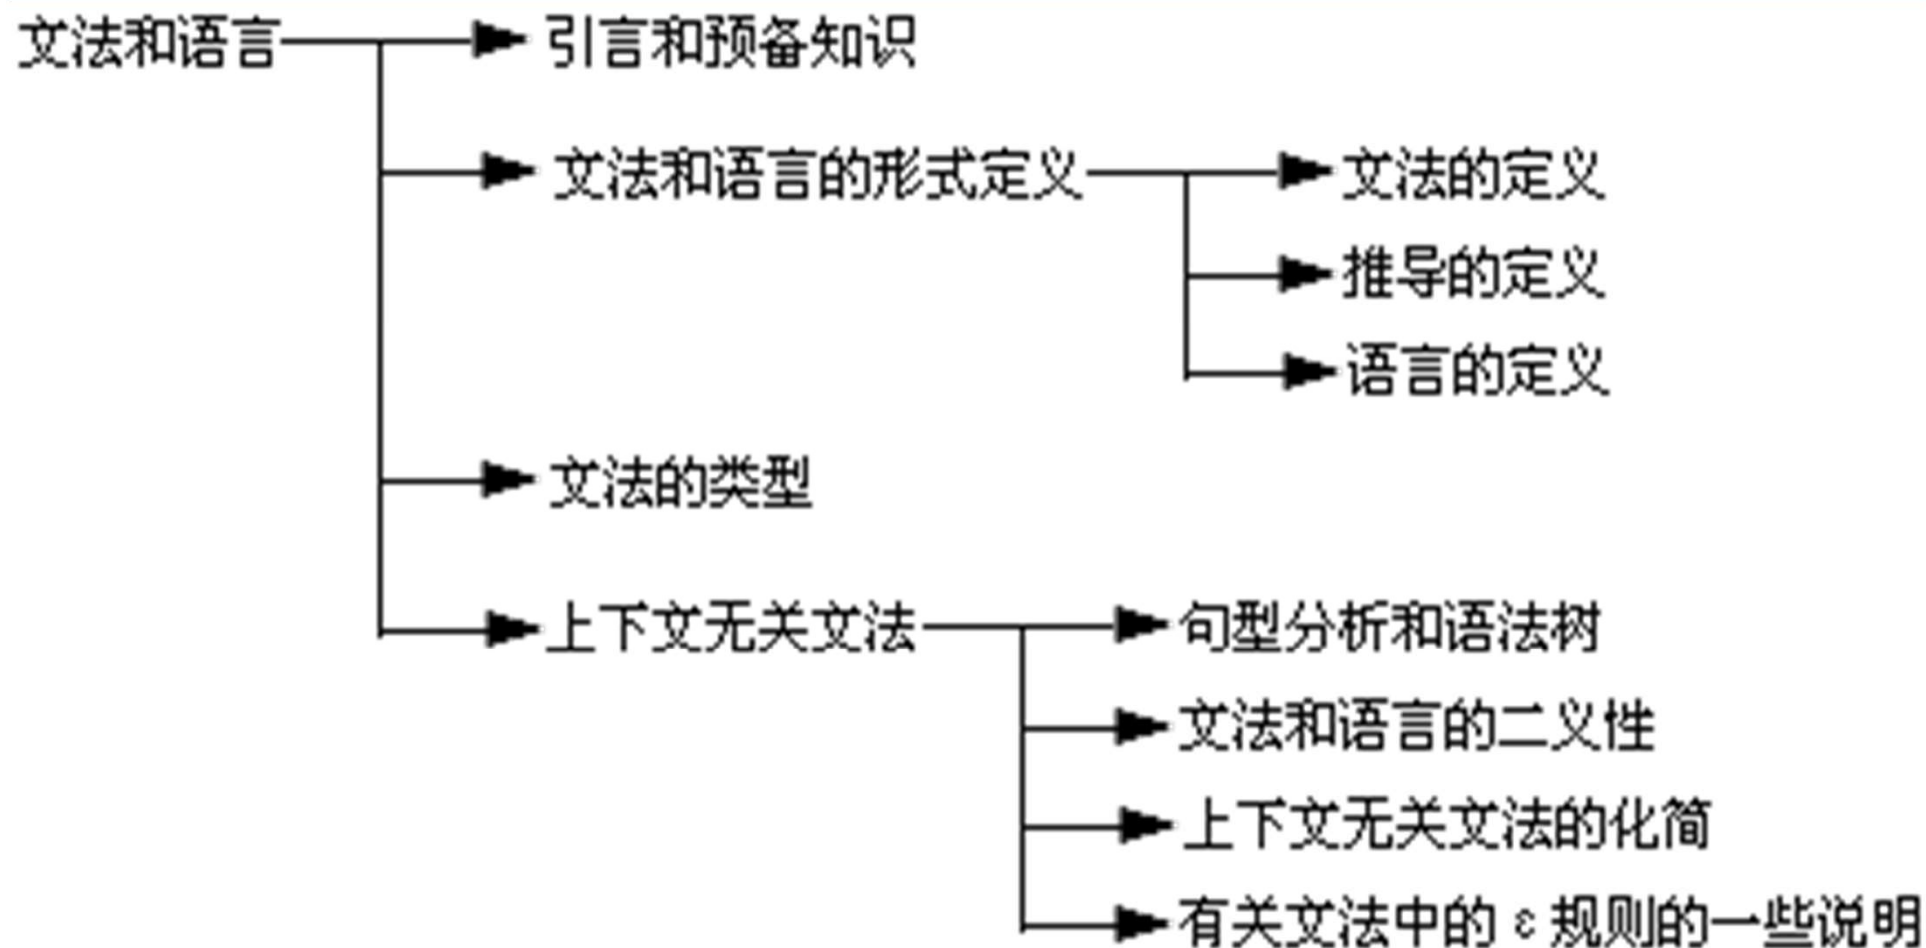 文法和语言
引言和预备知识
文法和语言的形式定义
文法的定义
推导的定义
语言的定义
文法的类型
上下文无关文法
句型分析和语法树
文法和语言的二义性
上下文无关文法的化简
有关文法中的 ε 规则的一些说明